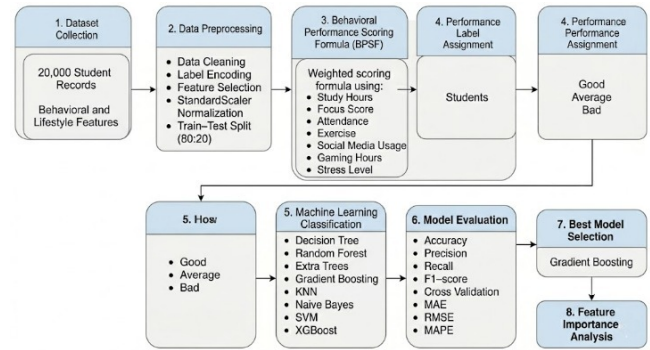 1. Dataset
Collection
20,000 Student
Records
Behavioral and
Lifestyle Features
2. Data Preprocessing
• Data Cleaning
• Label Encoding
• Feature Selection
• StandardScaler
Normalization
• Train–Test Split
(80:20)
3. Behavioral
Performance Scoring
Formula (BPSF)
Weighted scoring
formula using:
• Study Hours
• Focus Score
• Attendance
• Exercise
• Social Media Usage
• Gaming Hours
• Stress Level
4. Performance
Label
Assignment
Students
4. Performance
Performance
Assignment
Good
Average
Bad
5. How
• Good
• Average
• Bad
5. Machine Learning
Classification
• Decision Tree
• Random Forest
• Extra Trees
• Gradient Boosting
• KNN
• Naive Bayes
• SVM
• XGBoost
6. Model Evaluation
• Accuracy
• Precision
• Recall
• F1–score
• Cross Validation
• MAE
• RMSE
• MAPE
7. Best Model
Selection
Gradient Boosting
8. Feature
Importance
Analysis